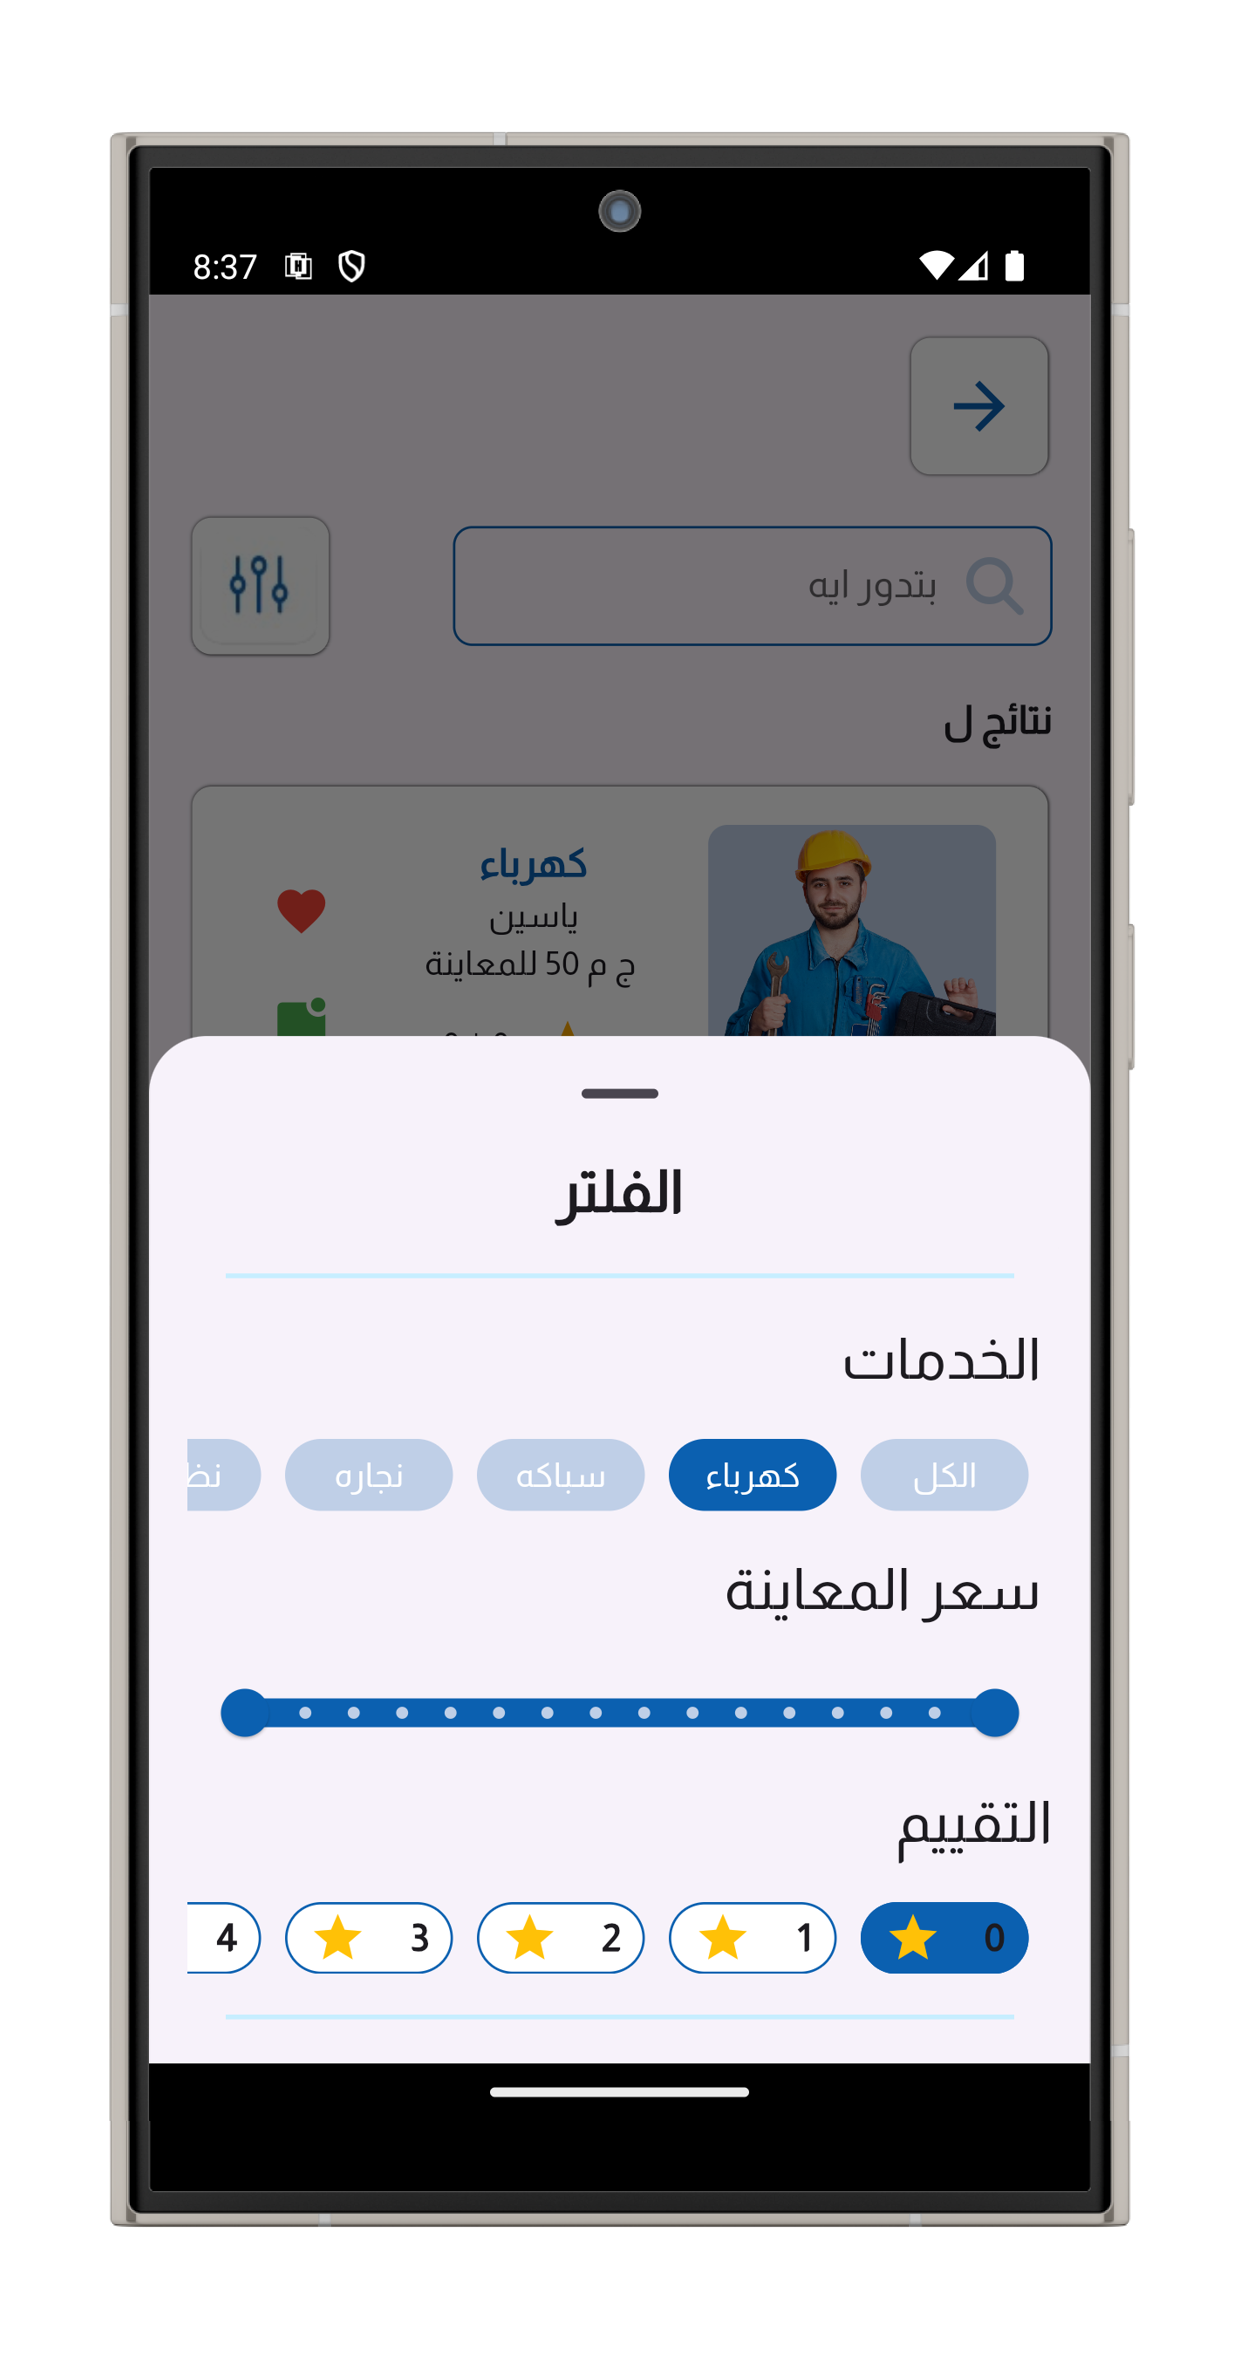 8:37
بتدور ايه
نتائج ل
كهرباء
ياسين
ج م 50 للمعاينة
الفلتر
الخدمات
الكل كهرباء سباكه نجاره
سعر المعاينة
التقييم
0 1 2 3 4